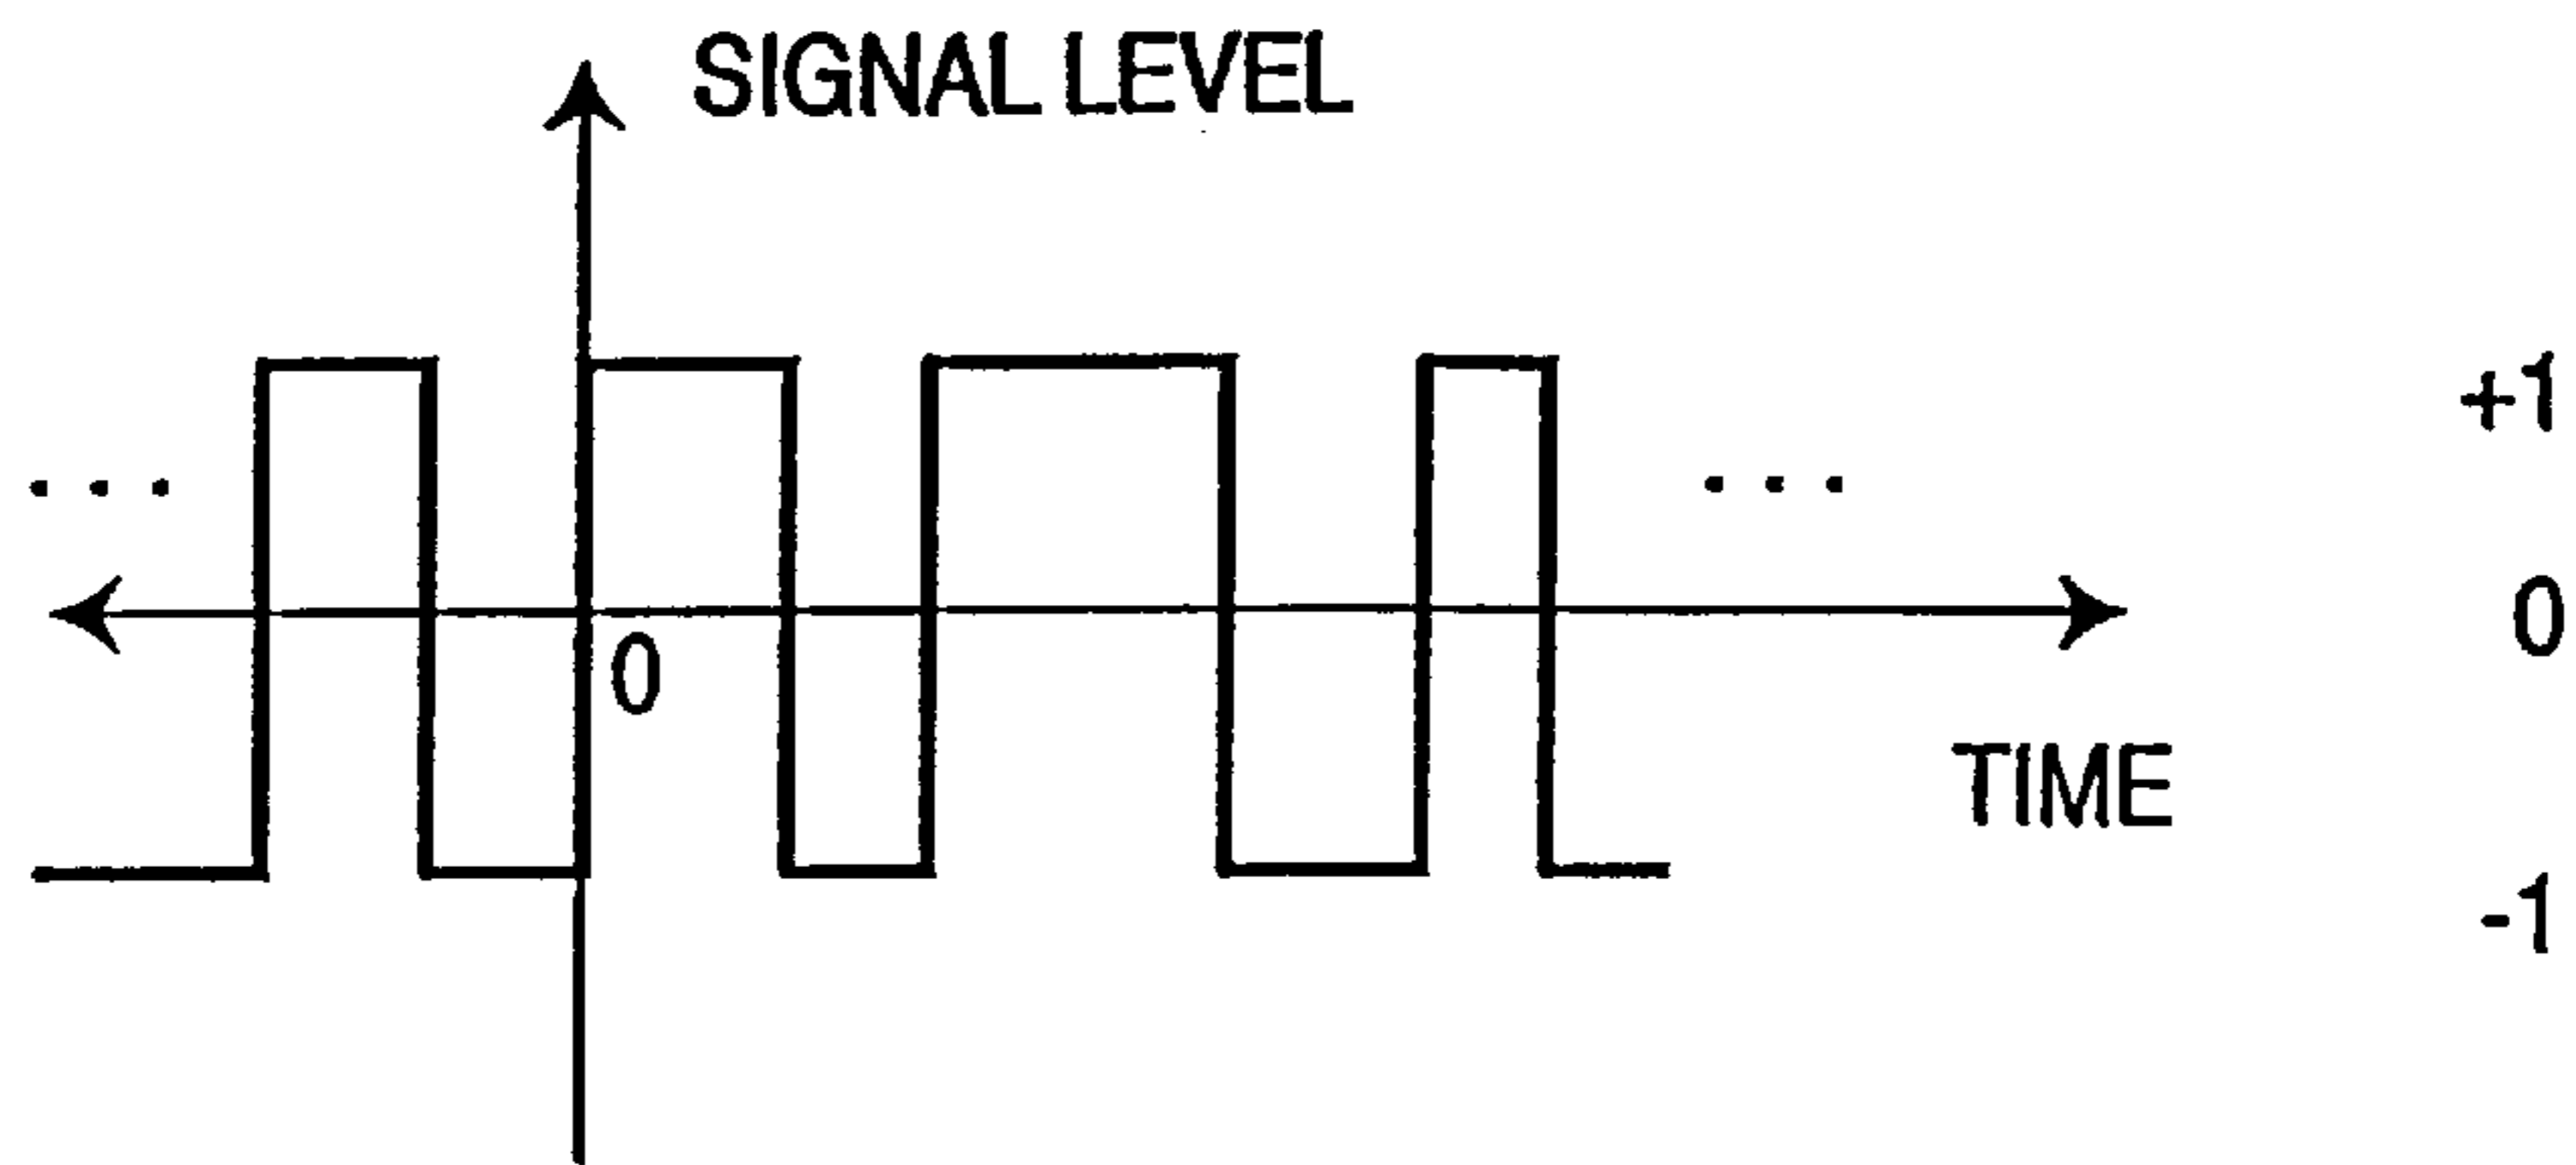 SIGNAL LEVEL
+1
. . .
. . .
0
0
TIME
-1